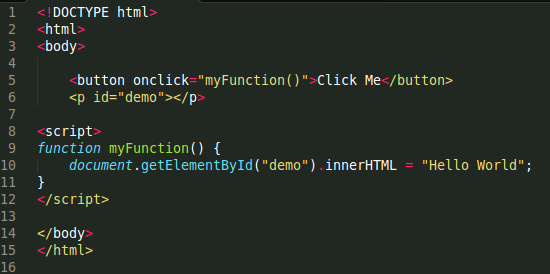 1 <!DOCTYPE html>
2 <html>
3 <body>
4
5     <button onclick="myFunction()">Click Me</button>
6     <p id="demo"></p>
7
8 <script>
9 function myFunction() {
10     document.getElementById("demo").innerHTML = "Hello World";
11 }
12 </script>
13
14 </body>
15 </html>
16